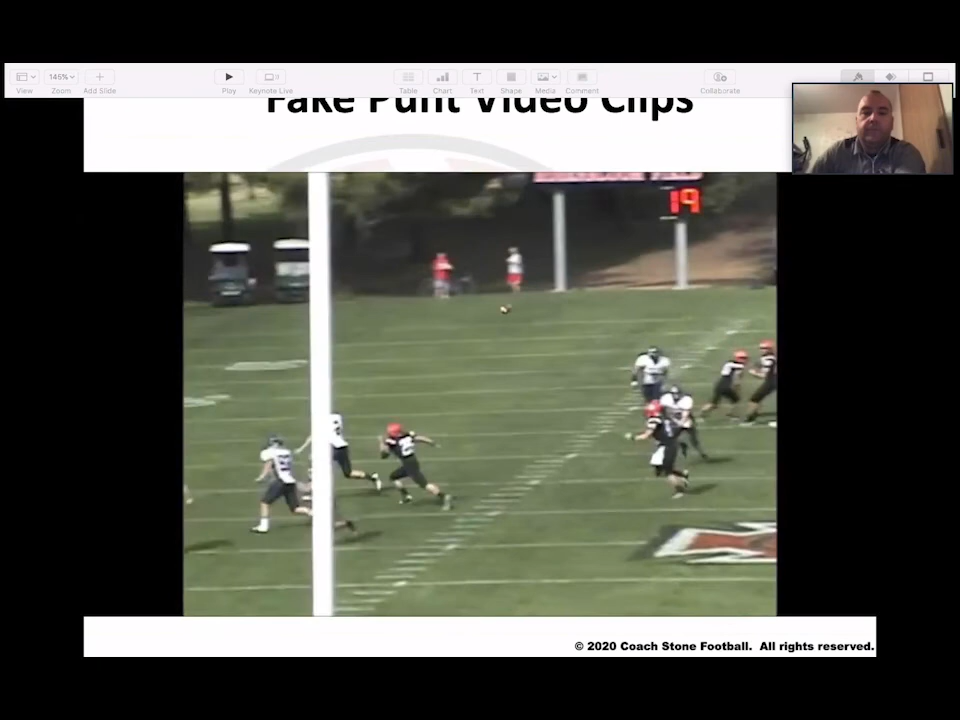 145%
View
Zoom
Add Slide
Play
Keynote Live
Table
Chart
Text
Shape
Media
Comment
Collaborate
Fake Punt Video Clips
19
© 2020 Coach Stone Football. All rights reserved.